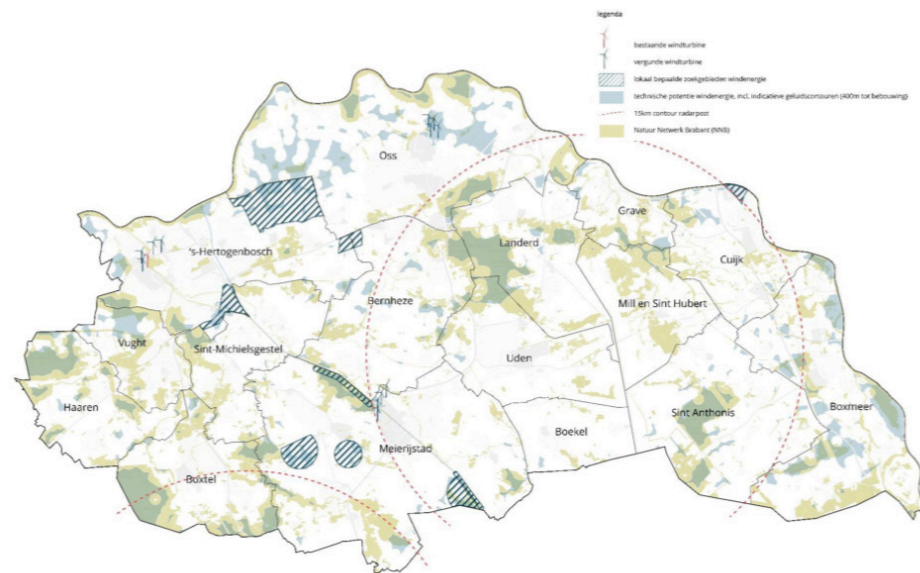 legenda
bestaande windturbine
vergunde windturbine
lokaal bepaalde zoekgebieden windenergie
technische potentie windenergie, incl. indicatieve geluidscontouren (400m tot bebouwing)
15km contour radarpost
Natuur Netwerk Brabant (NNB)
Oss
Grave
Landerd
's-Hertogenbosch
Cuijk
Bernheze
Mill en Sint Hubert
Vught
Sint-Michielsgestel
Uden
Haaren
Sint Anthonis
Boxmeer
Boekel
Meierijstad
Boxtel